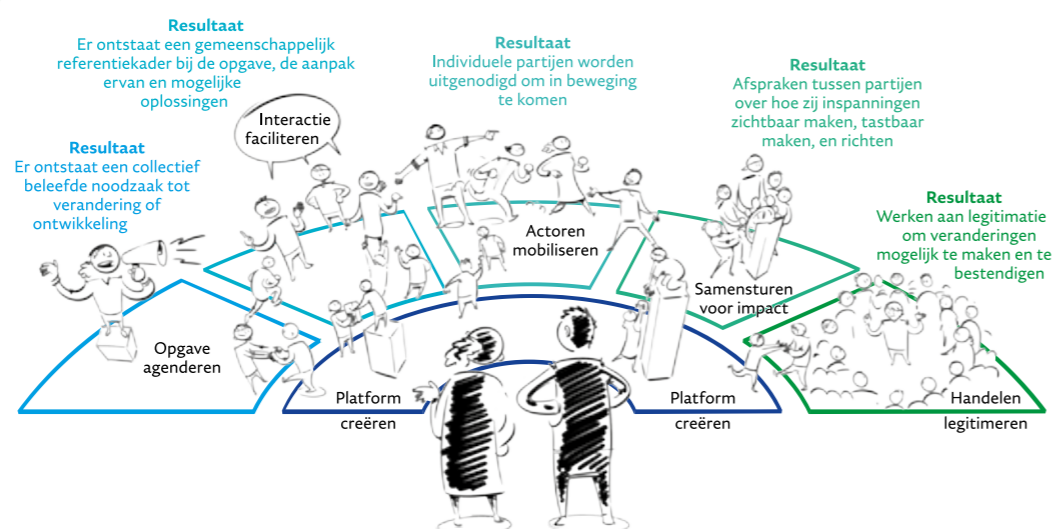 Resultaat
Er ontstaat een collectief
beleefde noodzaak tot
verandering of
ontwikkeling
Opgave
agenderen
Resultaat
Er ontstaat een gemeenschappelijk
referentiekader bij de opgave, de aanpak
ervan en mogelijke
oplossingen
Interactie
faciliteren
Resultaat
Individuele partijen worden
uitgenodigd om in beweging
te komen
Actoren
mobiliseren
Resultaat
Afspraken tussen partijen
over hoe zij inspanningen
zichtbaar maken, tastbaar
maken, en richten
Samensturen
voor impact
Resultaat
Werken aan legitimatie
om veranderingen
mogelijk te maken en te
bestendigen
Handelen
legitimeren
Platform
creëren
Platform
creëren